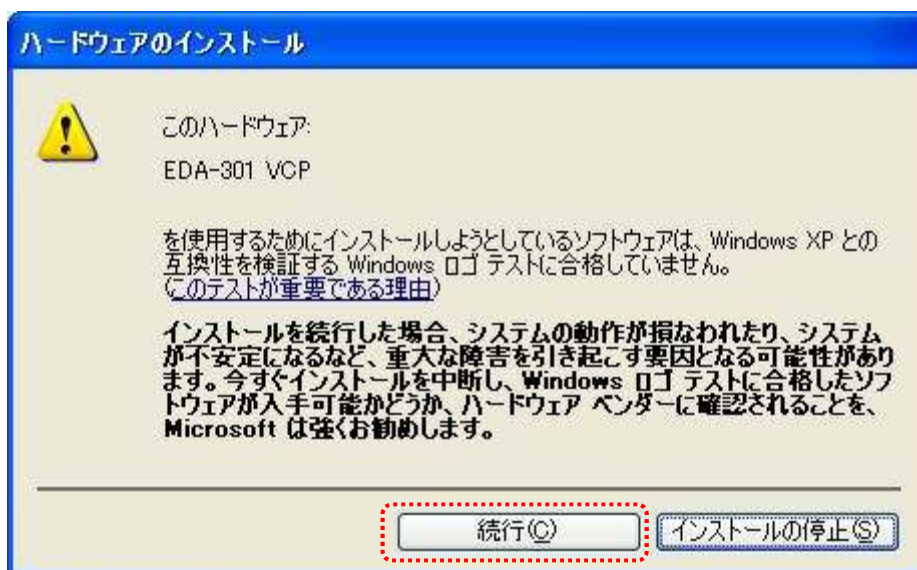 ハードウェアのインストール
このハードウェア:
EDA-301 VCP
を使用するためにインストールしようとしているソフトウェアは、Windows XP との
互換性を検証する Windows ロゴ テストに合格していません。
(このテストが重要である理由)
インストールを続行した場合、システムの動作が損なわれたり、システム
が不安定になるなど、重大な障害を引き起こす要因となる可能性があり
ます。今すぐインストールを中断し、Windows ロゴ テストに合格したソフ
トウェアが入手可能かどうか、ハードウェア ベンダーに確認されることを、
Microsoft は強くお勧めします。
続行(C) インストールの停止(S)